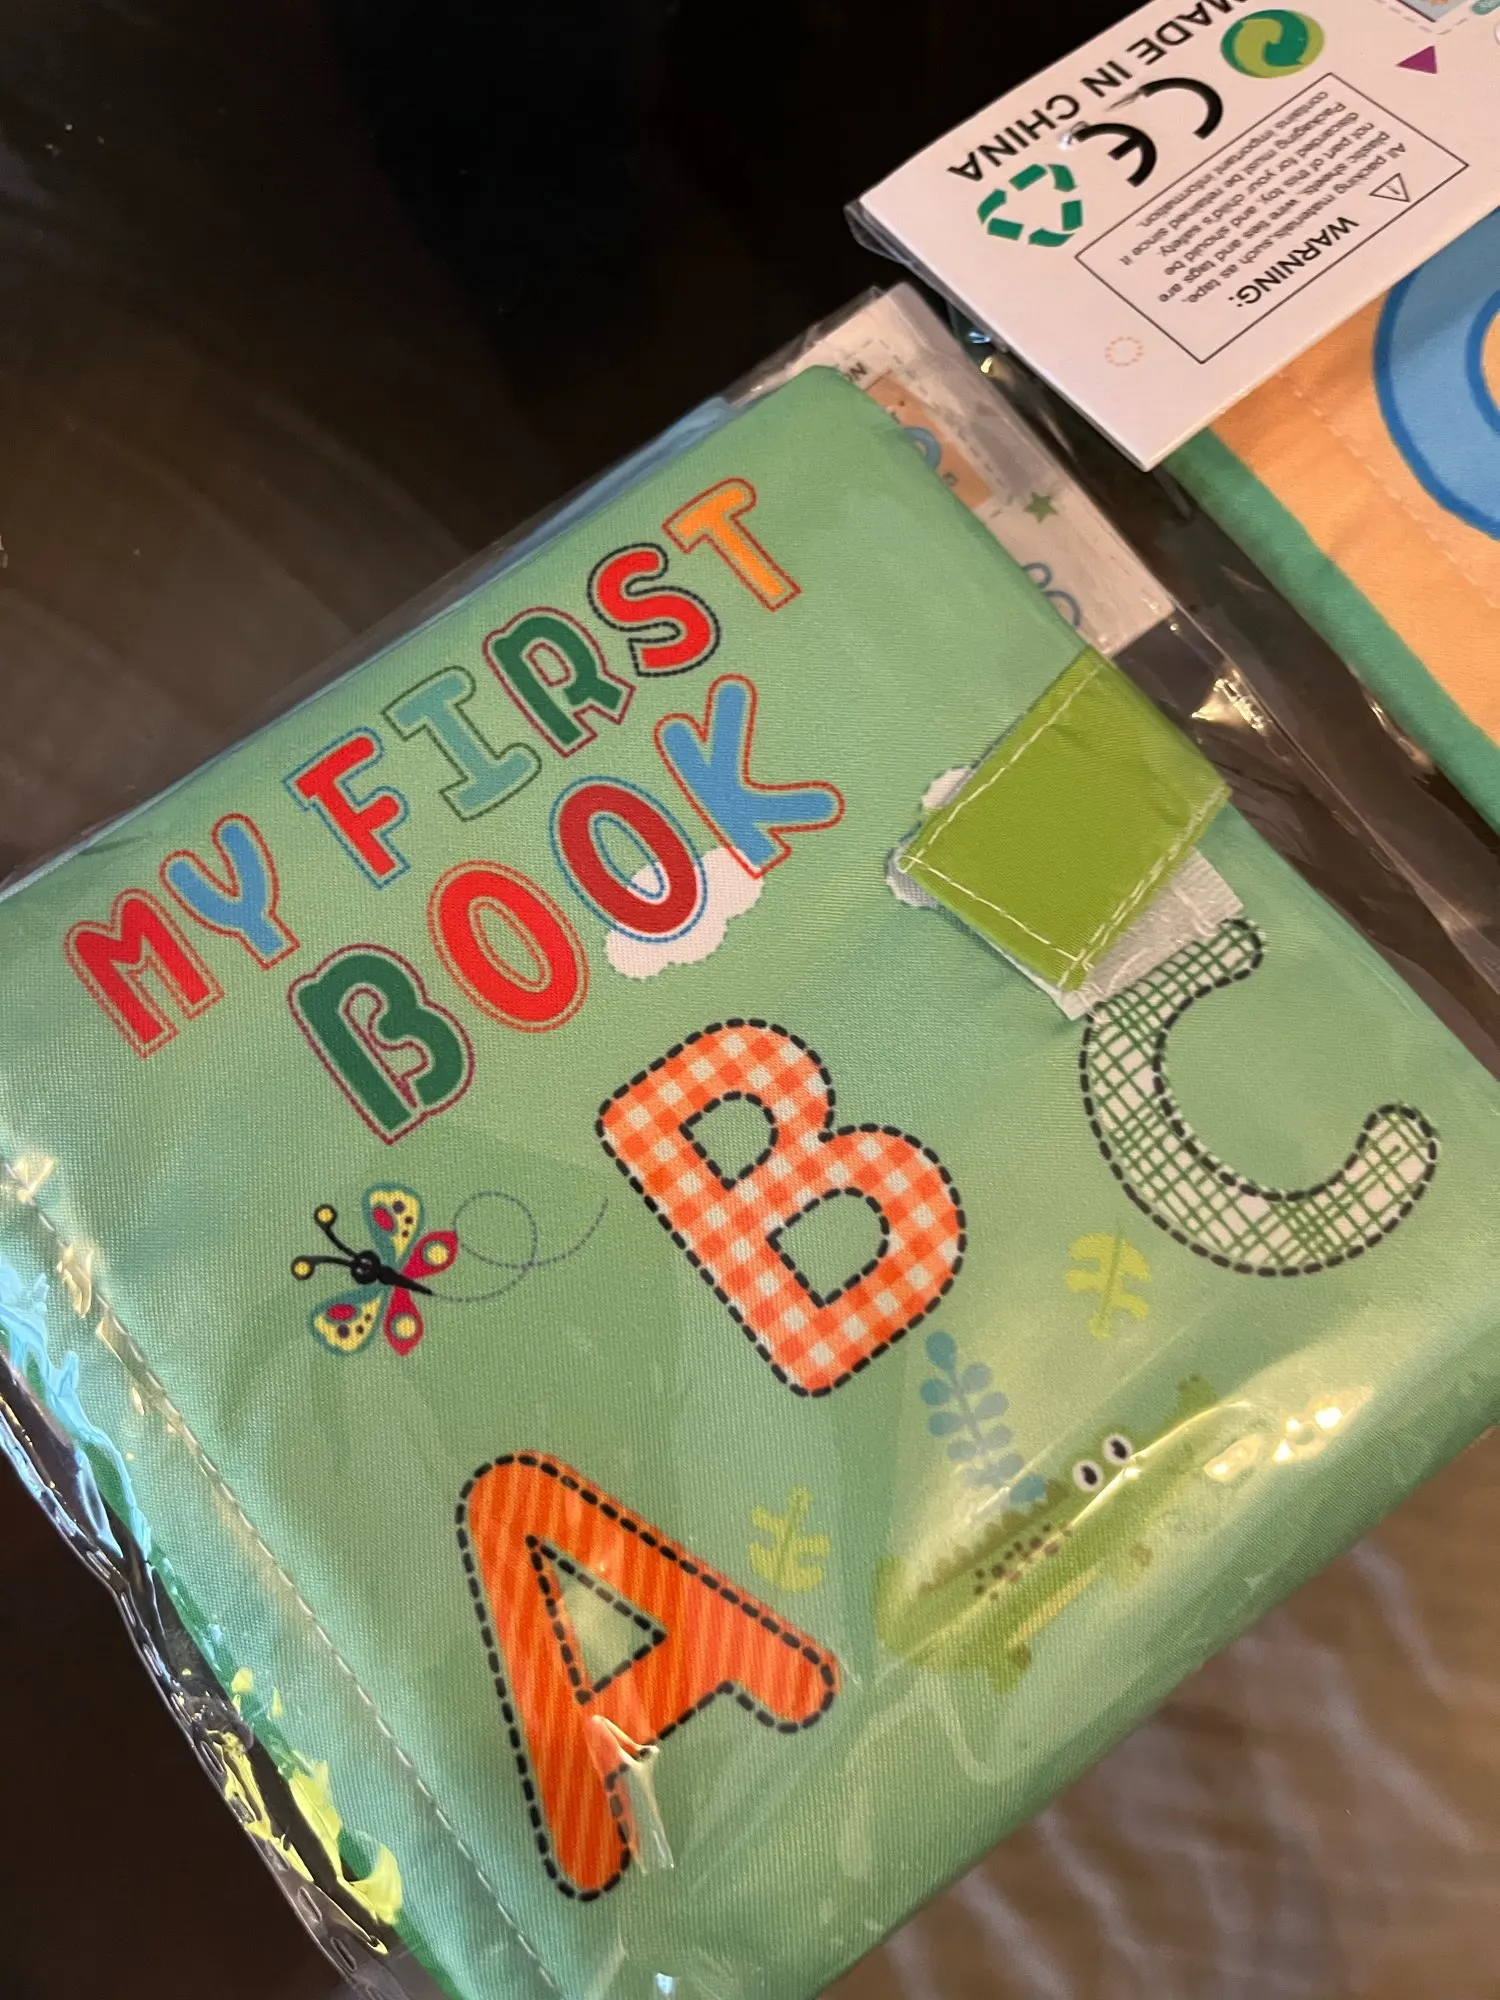 MY FIRST
BOOK
A B C
MADE IN CHINA
CE
WARNING:
All packing materials,such as tape,
plastic sheets, wire ties and tags are
not part of this toy, and should be
discarded for your child's safety.
Packaging must be retained since it
contains important information.